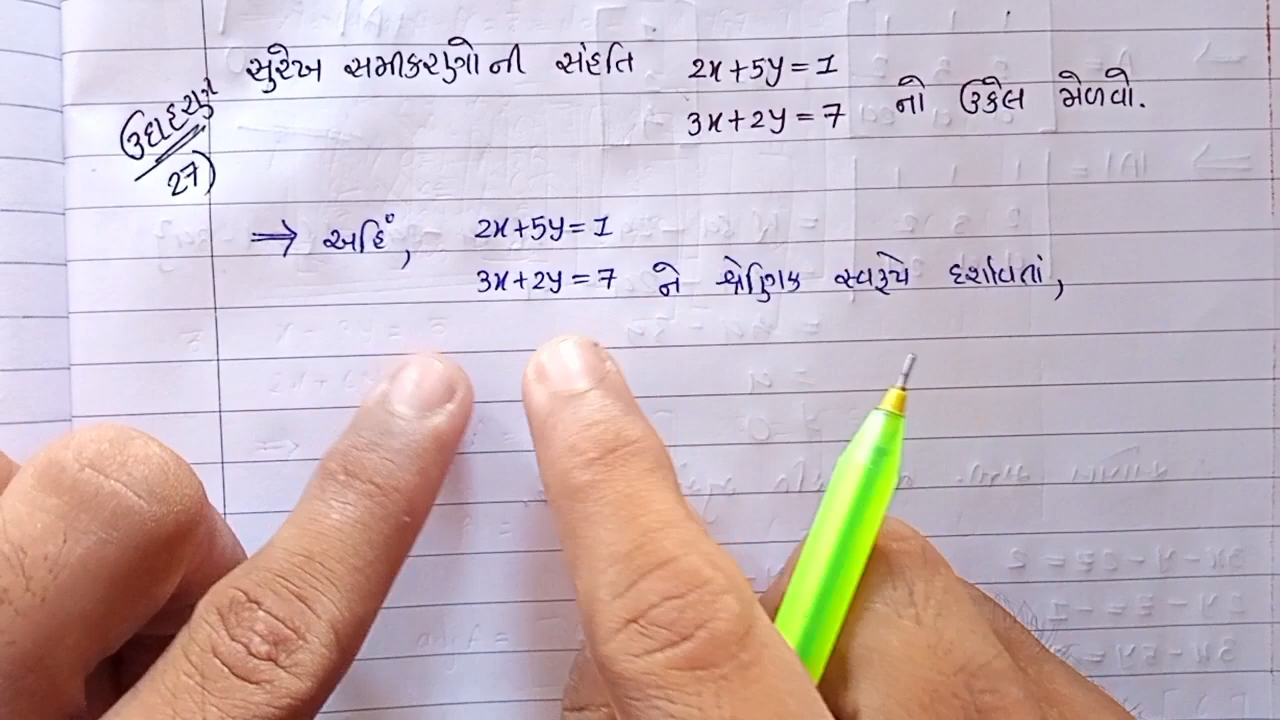 સુરેખ સમીકરણોની સંહતિ 2x+5y=1
3x+2y=7 નો ઉકેલ મેળવો.
ઉદાહરણ
27)
⇒ અહિં, 2x+5y=1
3x+2y=7 ને શ્રેણિક સ્વરૂપે દર્શાવતાં,